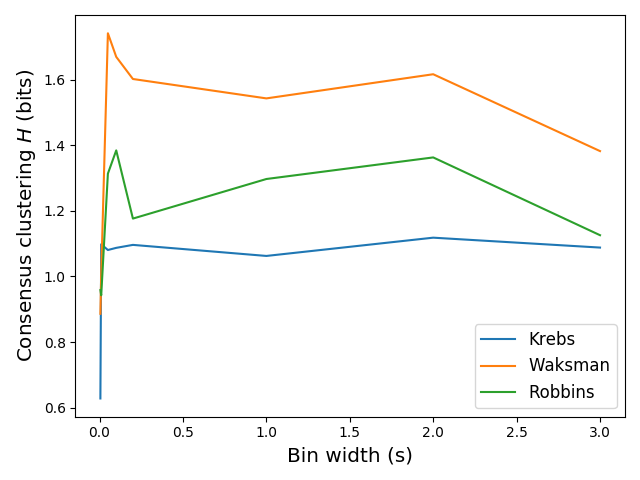 Consensus clustering H (bits)
1.6
1.4
1.2
1.0
0.8
0.6
0.0 0.5 1.0 1.5 2.0 2.5 3.0
Bin width (s)
Krebs
Waksman
Robbins